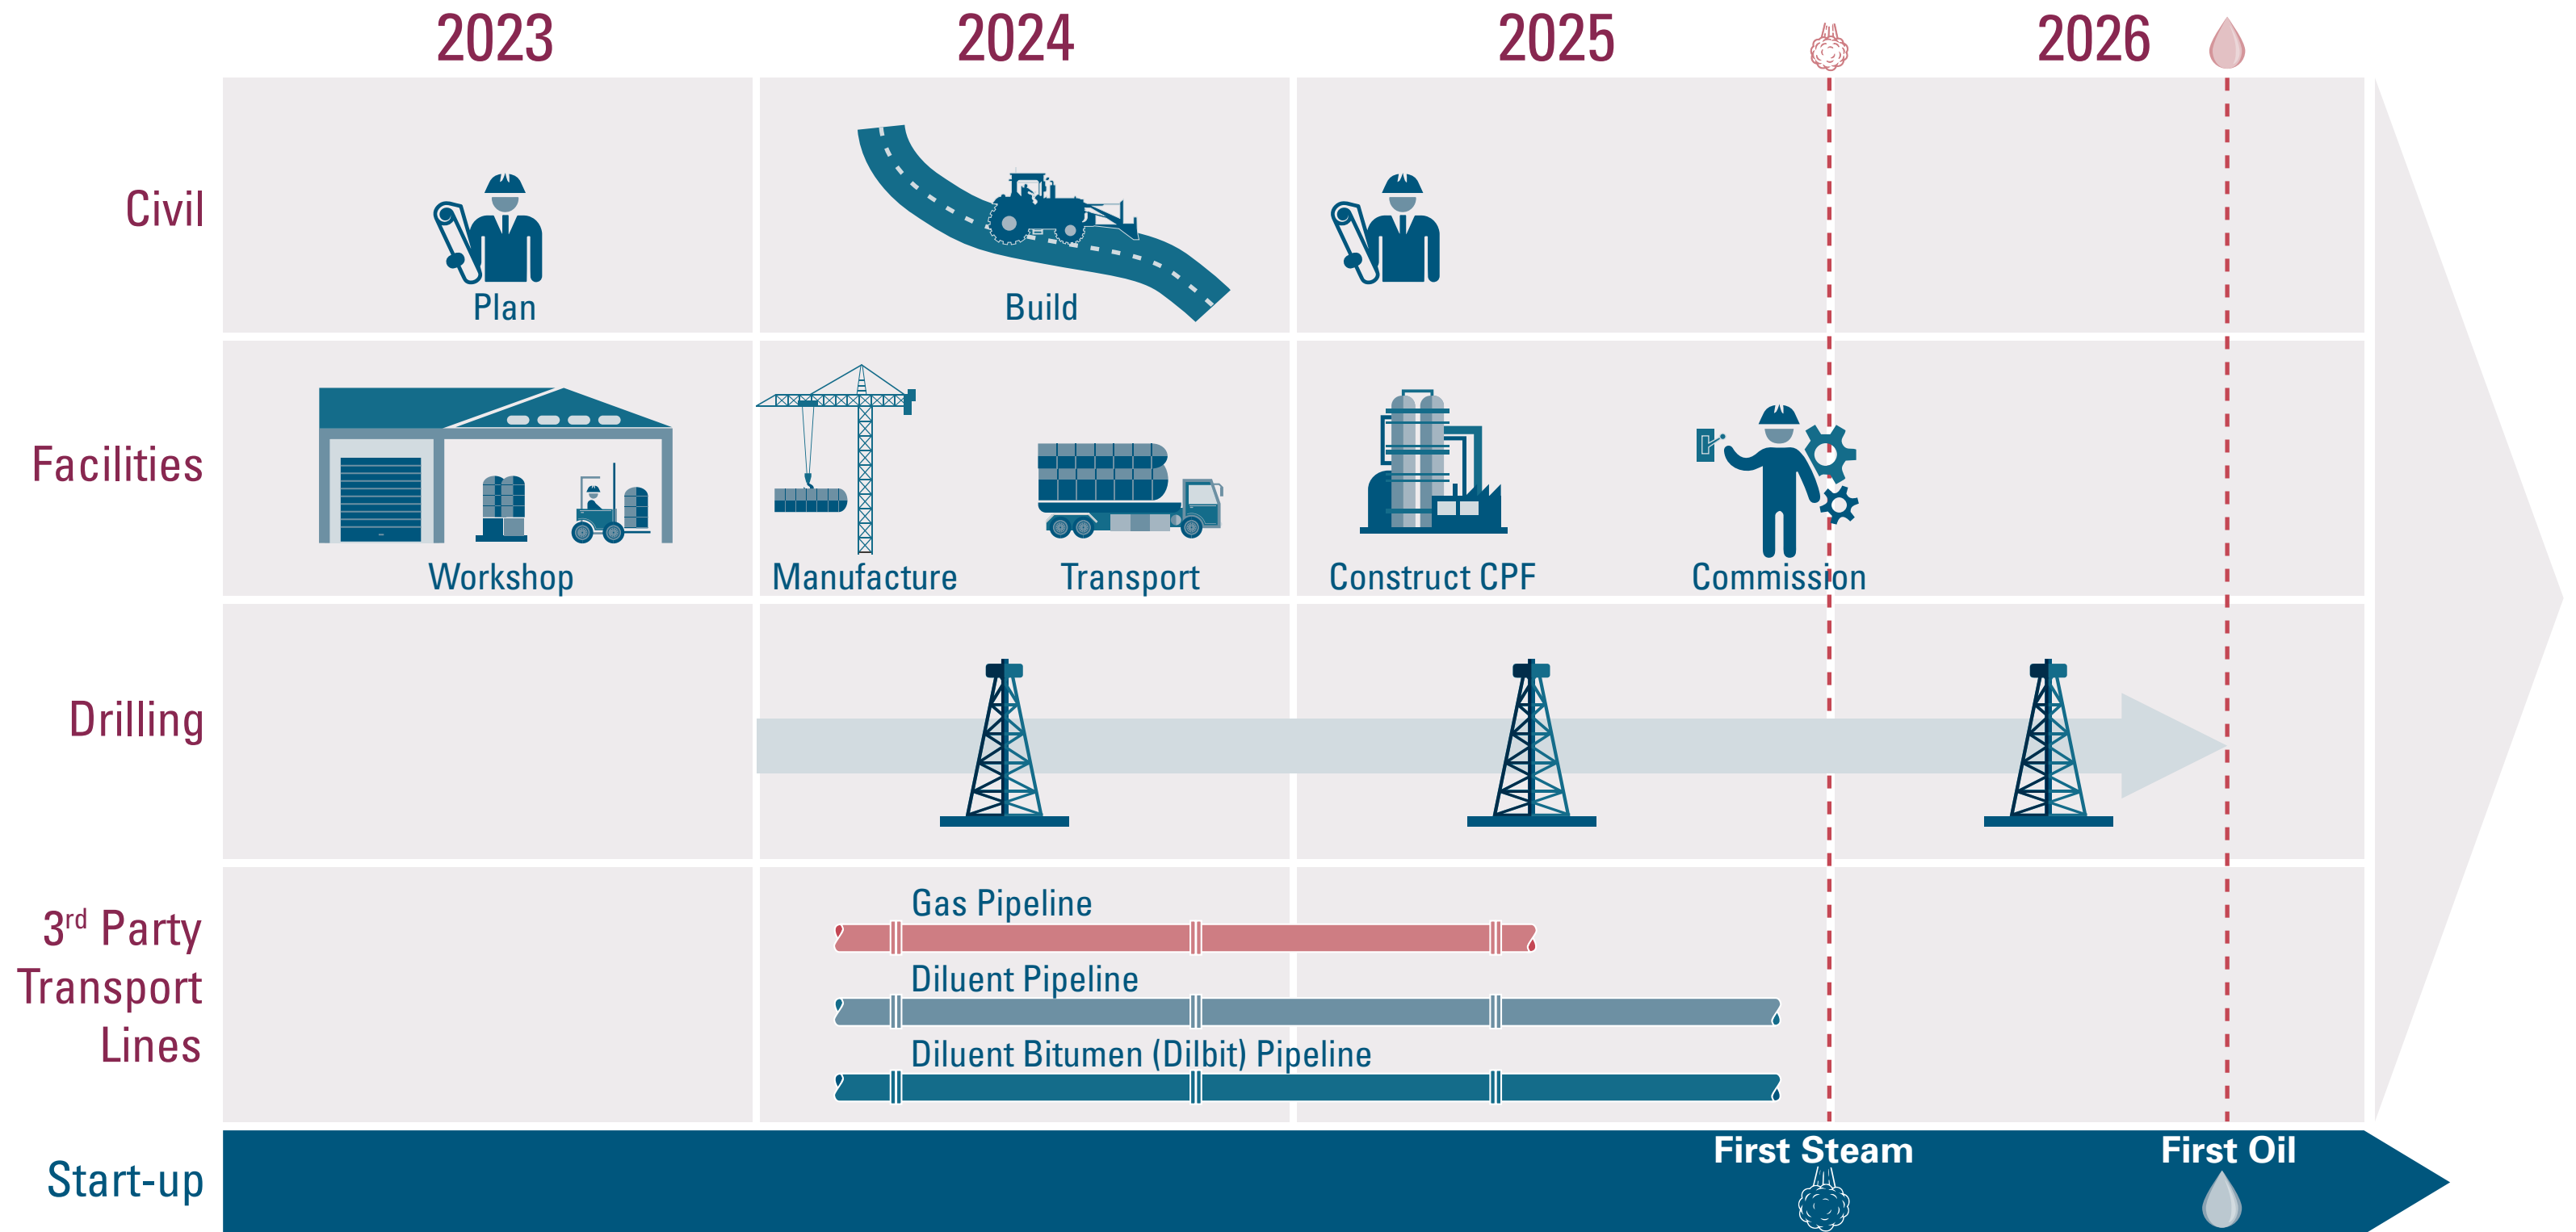 2023
2024
2025
2026
Civil
Plan
Build
Facilities
Workshop
Manufacture
Transport
Construct CPF
Commission
Drilling
3rd Party
Transport
Lines
Gas Pipeline
Diluent Pipeline
Diluent Bitumen (Dilbit) Pipeline
Start-up
First Steam
First Oil